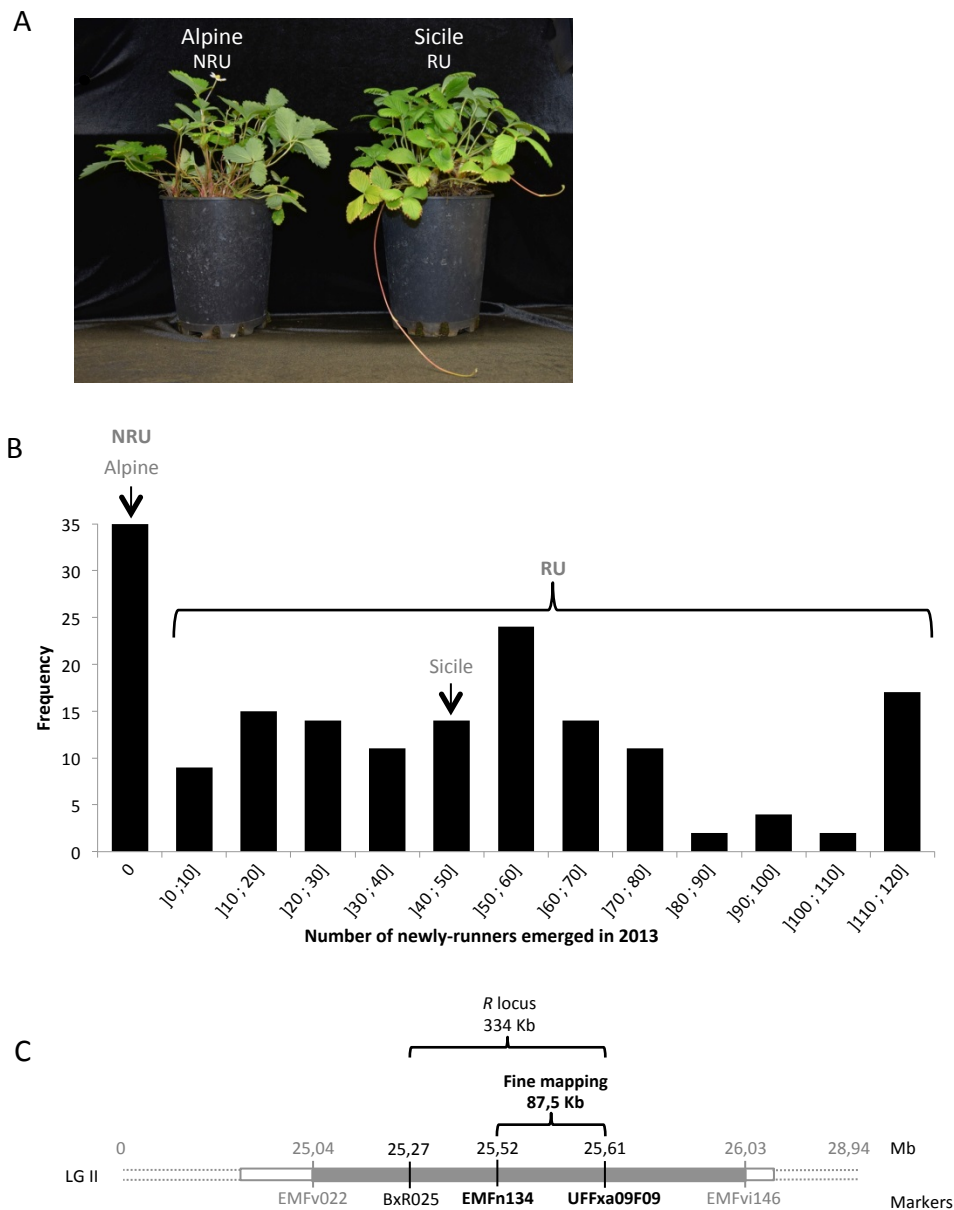 A
Alpine
NRU
Sicile
RU
B
NRU
Alpine
RU
Sicile
Frequency
35
30
25
20
15
10
5
0
0
]0 ;10]
]10 ; 20]
]20 ; 30]
]30 ; 40]
]40 ; 50]
]50 ; 60]
]60 ; 70]
]70 ; 80]
]80 ; 90]
]90; 100]
]100 ; 110]
]110 ; 120]
Number of newly-runners emerged in 2013
C
R locus
334 Kb
Fine mapping
87,5 Kb
0 25,04 25,27 25,52 25,61 26,03 28,94 Mb
LG II
EMFv022 BxR025 EMFn134 UFFxa09F09 EMFvi146 Markers